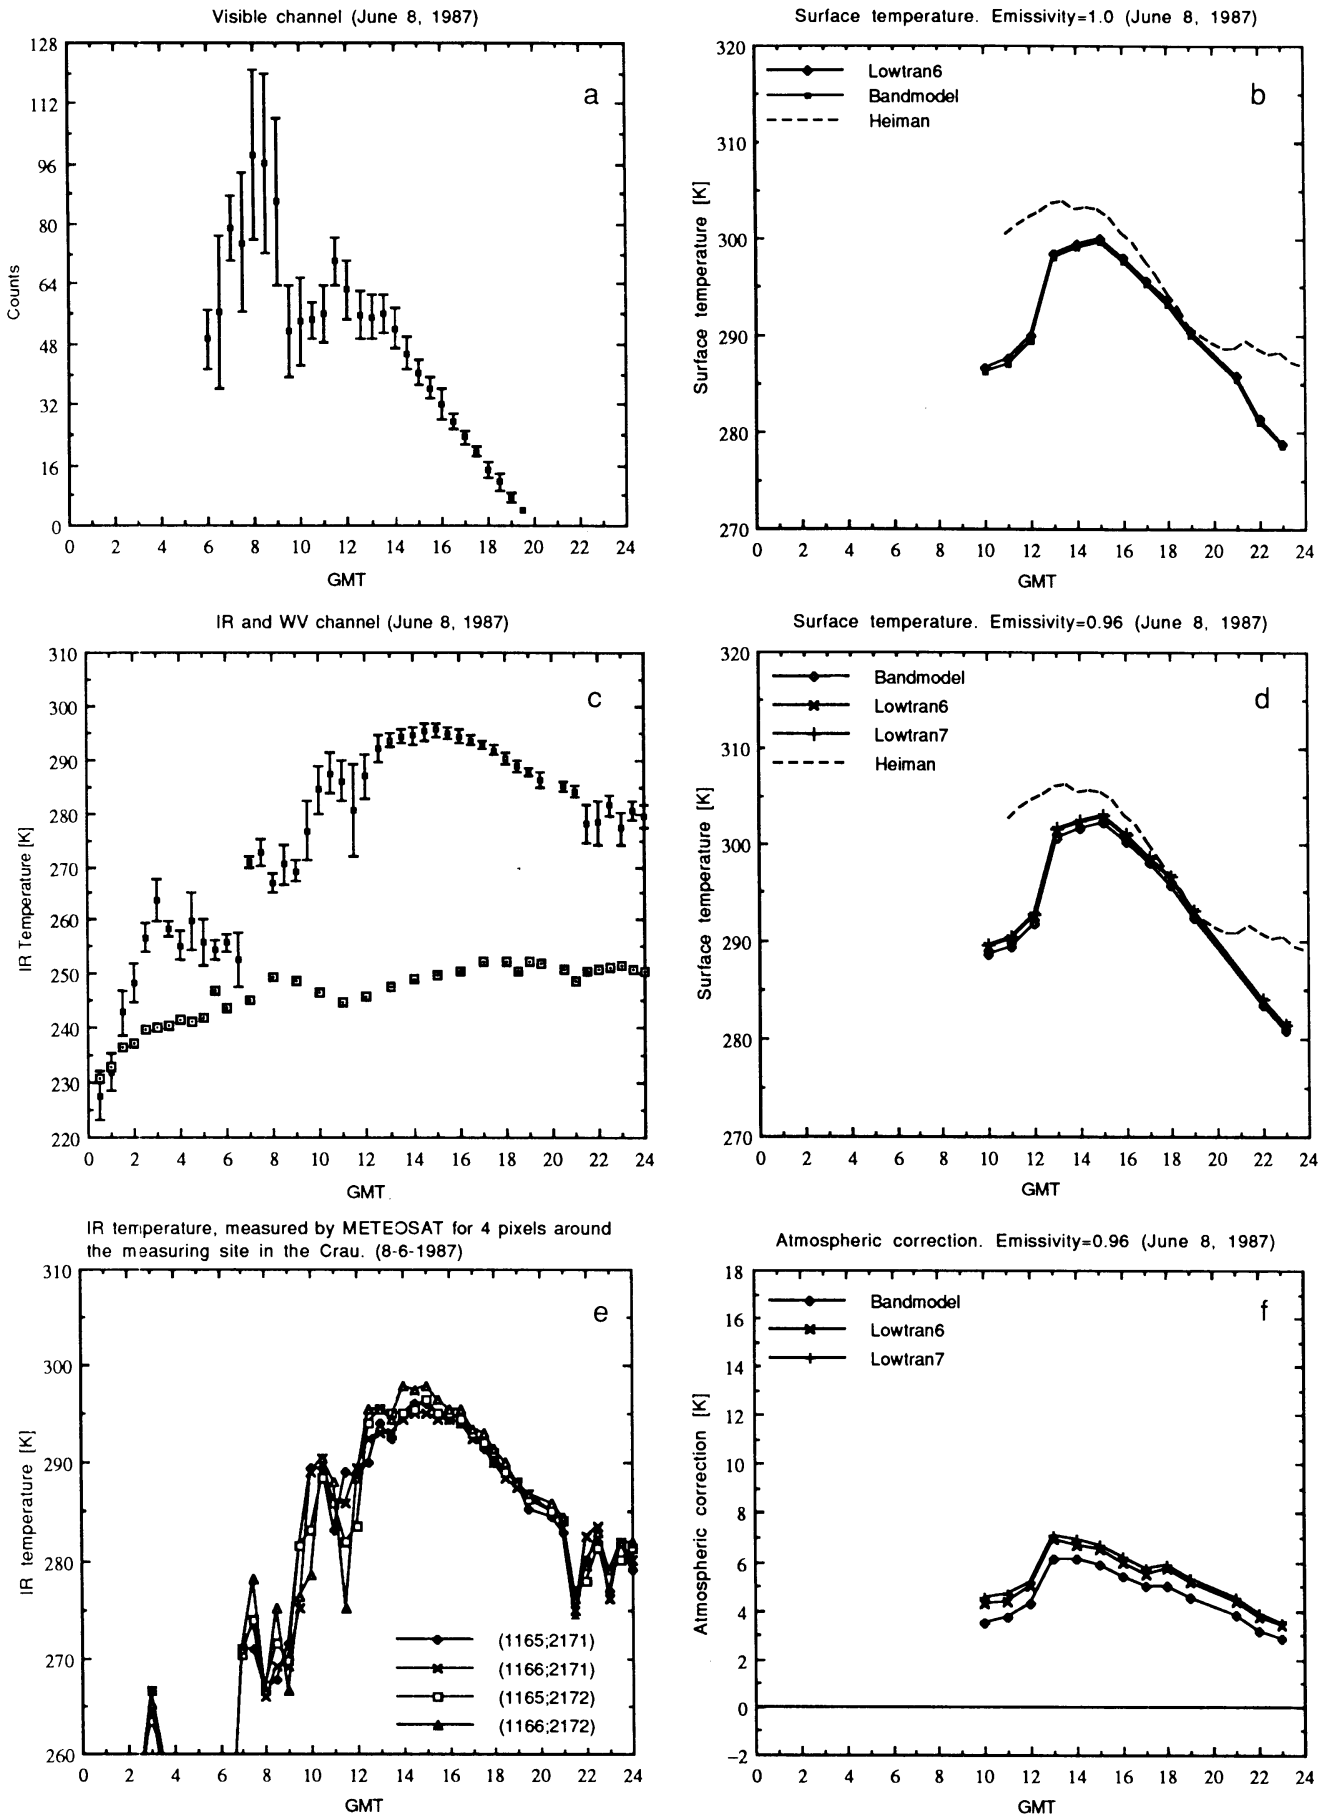 Visible channel (June 8, 1987)
128
112
96
80
64
48
32
16
0
Counts
a
0 2 4 6 8 10 12 14 16 18 20 22 24
GMT
Surface temperature. Emissivity=1.0 (June 8, 1987)
320
310
300
290
280
270
Surface temperature [K]
Lowtran6
Bandmodel
Heiman
b
0 2 4 6 8 10 12 14 16 18 20 22 24
GMT
IR and WV channel (June 8, 1987)
310
300
290
280
270
260
250
240
230
220
IR Temperature [K]
c
0 2 4 6 8 10 12 14 16 18 20 22 24
GMT
Surface temperature. Emissivity=0.96 (June 8, 1987)
320
310
300
290
280
270
Surface temperature [K]
Bandmodel
Lowtran6
Lowtran7
Heiman
d
0 2 4 6 8 10 12 14 16 18 20 22 24
GMT
IR temperature, measured by METEOSAT for 4 pixels around
the measuring site in the Crau. (8-6-1987)
310
300
290
280
270
260
IR temperature [K]
e
(1165;2171)
(1166;2171)
(1165;2172)
(1166;2172)
0 2 4 6 8 10 12 14 16 18 20 22 24
GMT
Atmospheric correction. Emissivity=0.96 (June 8, 1987)
18
16
14
12
10
8
6
4
2
0
−2
Atmospheric correction [K]
Bandmodel
Lowtran6
Lowtran7
f
0 2 4 6 8 10 12 14 16 18 20 22 24
GMT